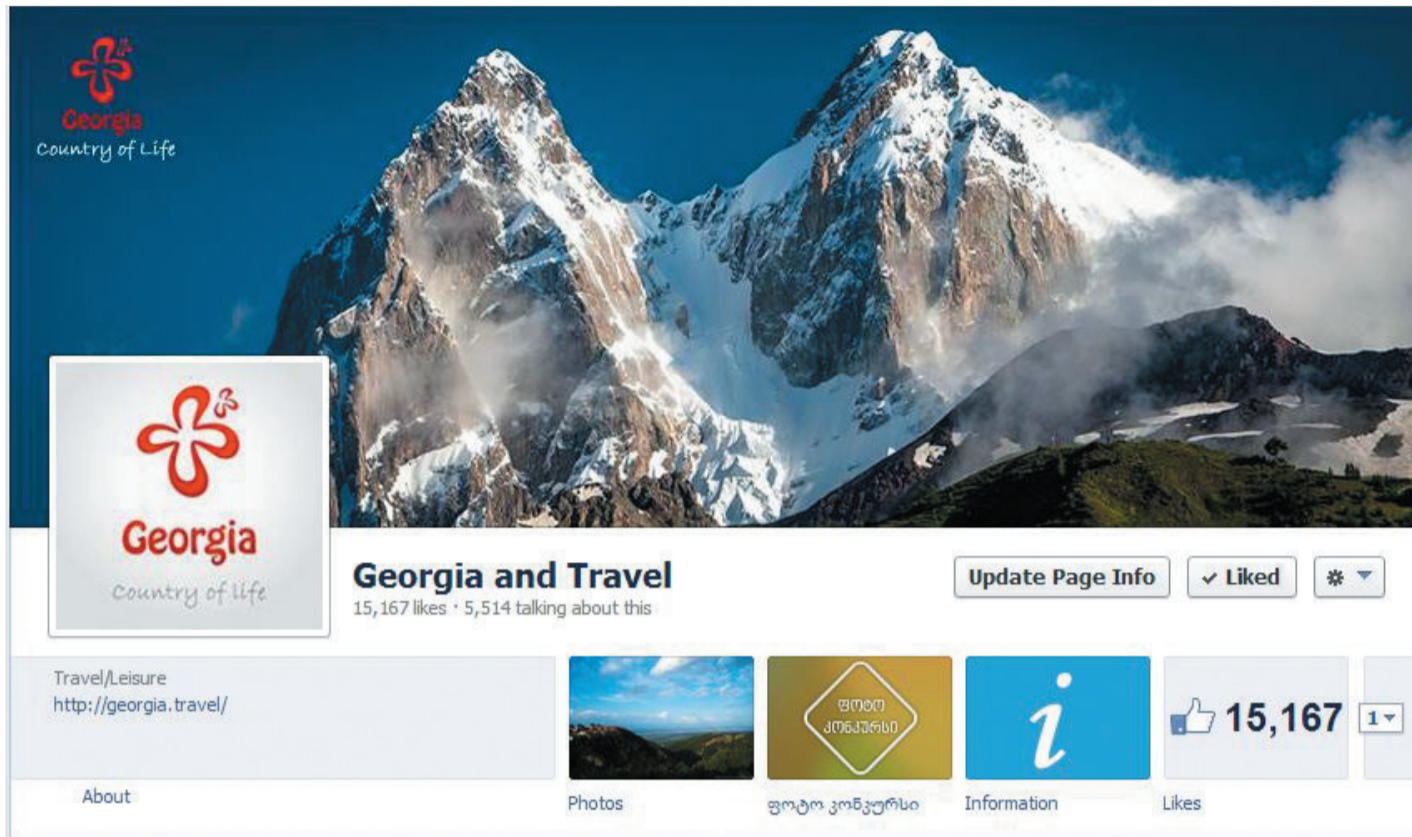 Georgia
Country of Life
Georgia
Country of life
Georgia and Travel
15,167 likes · 5,514 talking about this
Update Page Info
✓ Liked
Travel/Leisure
http://georgia.travel/
About
ფოტო
კონკურსი
i
15,167
1
Photos
ფოტო კონკურსი
Information
Likes